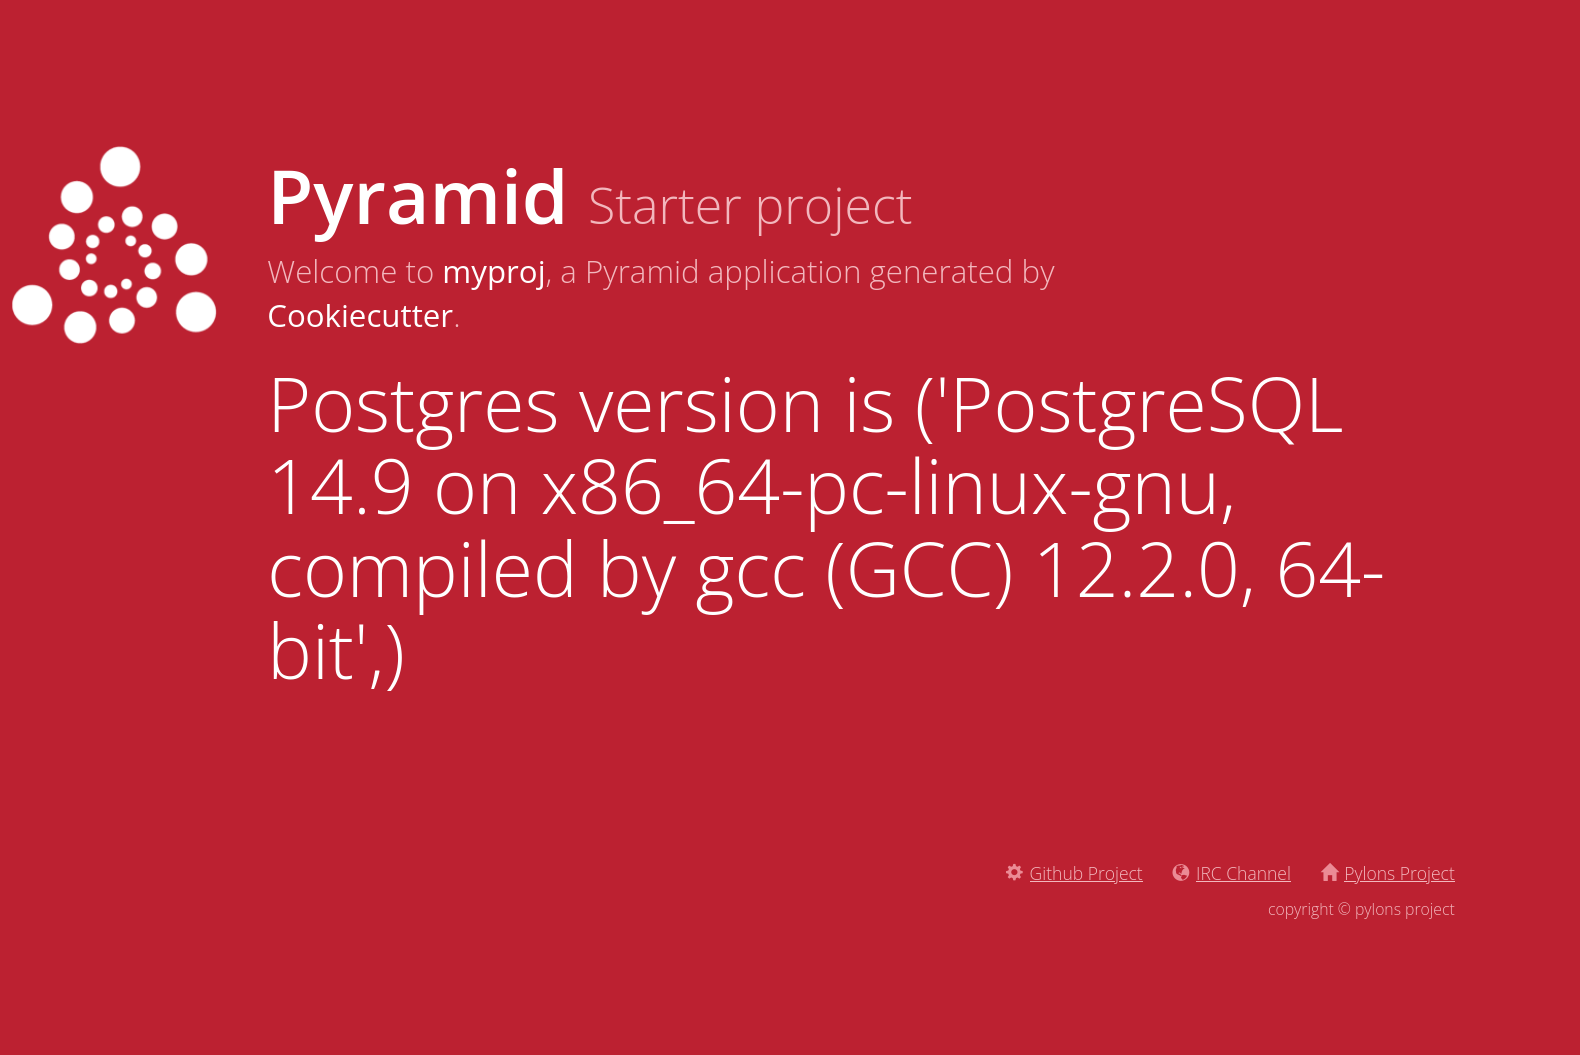 Pyramid Starter project
Welcome to myproj, a Pyramid application generated by
Cookiecutter.
Postgres version is ('PostgreSQL
14.9 on x86_64-pc-linux-gnu,
compiled by gcc (GCC) 12.2.0, 64-
bit',)
Github Project IRC Channel Pylons Project
copyright © pylons project